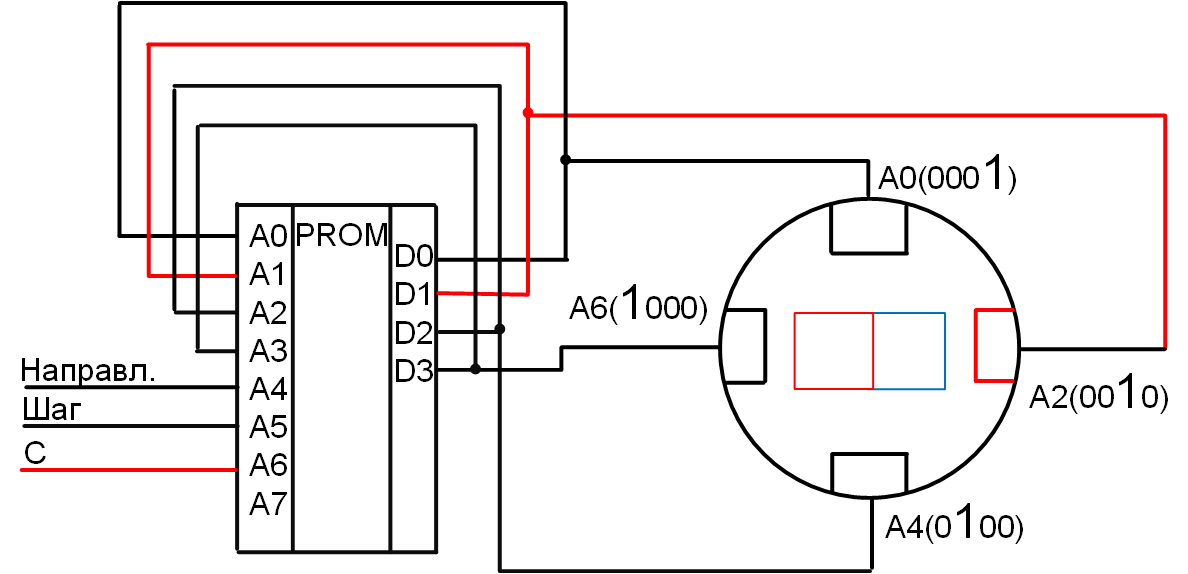 A0(0001)
A0 PROM
D0
A1
D1
A6(1000)
A2
D2
A3
D3
Направл.
A4
A2(0010)
Шаг
A5
С
A6
A7
A4(0100)